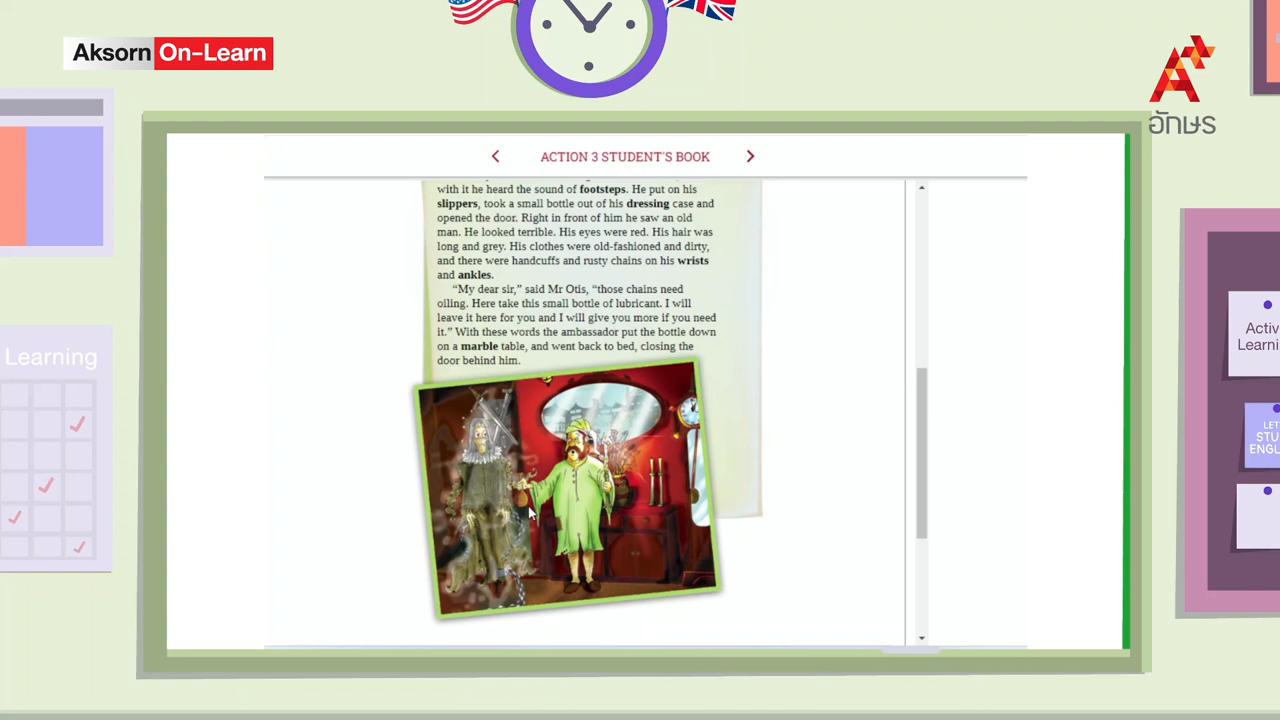 Aksorn On-Learn
อักษร
ACTION 3 STUDENT'S BOOK
with it he heard the sound of footsteps. He put on his
slippers, took a small bottle out of his dressing case and
opened the door. Right in front of him he saw an old
man. He looked terrible. His eyes were red. His hair was
long and grey. His clothes were old-fashioned and dirty,
and there were handcuffs and rusty chains on his wrists
and ankles.
“My dear sir,” said Mr Otis, “those chains need
oiling. Here take this small bottle of lubricant. I will
leave it here for you and I will give you more if you need
it.” With these words the ambassador put the bottle down
on a marble table, and went back to bed, closing the
door behind him.
Learning
Activ
Learni
LET
STU
ENGL